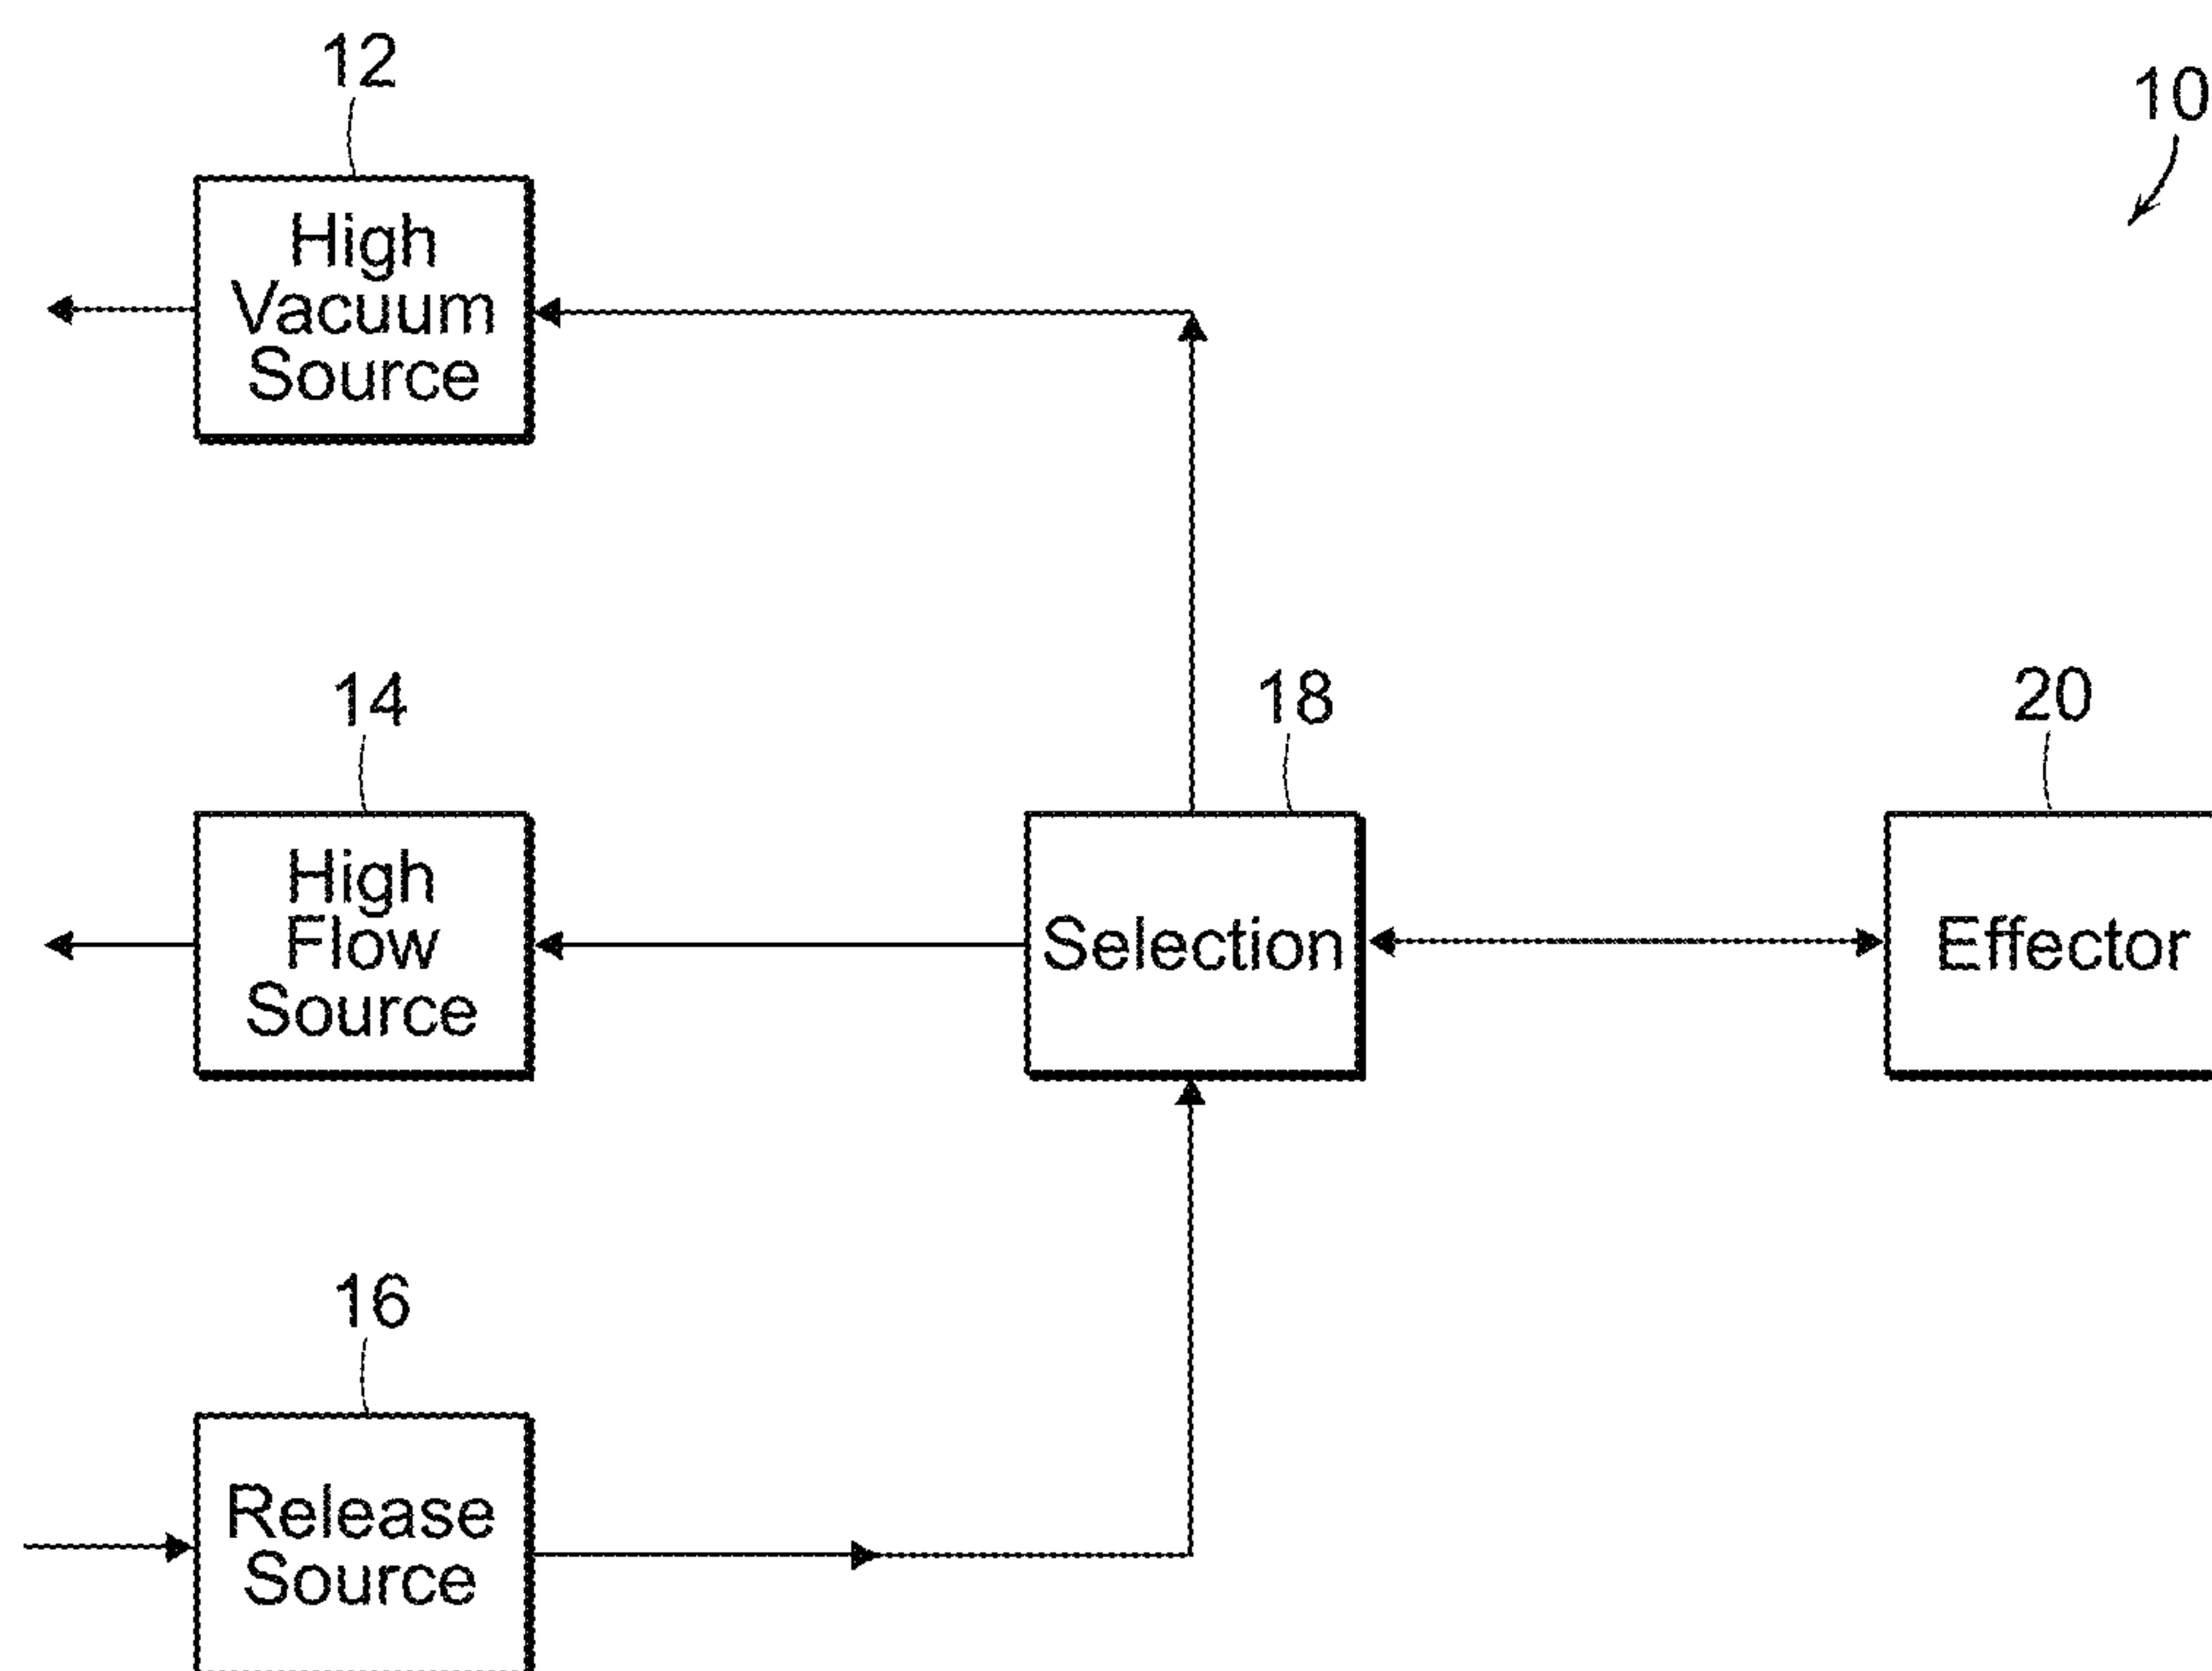 12
10
High
Vacuum
Source
14
18
20
High
Flow
Source
Selection
Effector
16
Release
Source